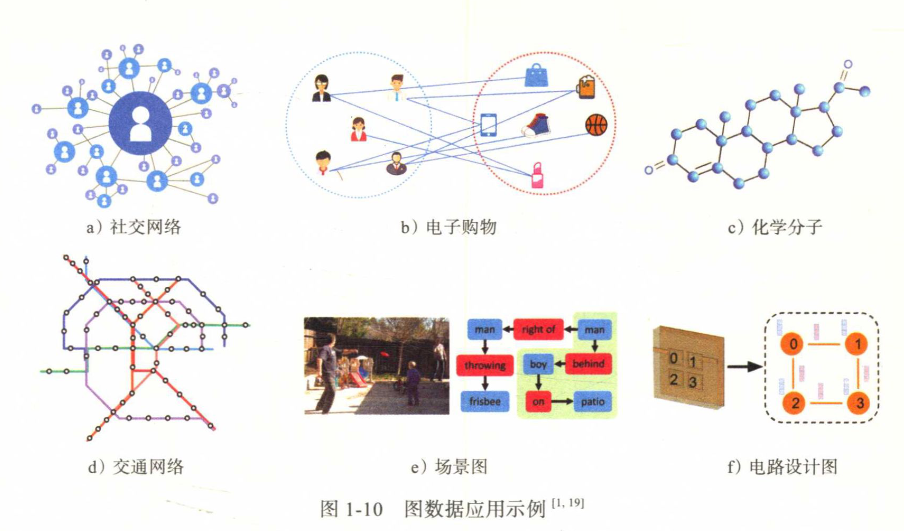 O
O
a）社交网络
b）电子购物
c）化学分子
man
right of
man
throwing
boy
behind
frisbee
on
patio
0 1
2 3
0
1
2
3
d）交通网络
e）场景图
f）电路设计图
图 1-10 图数据应用示例 [1, 19]